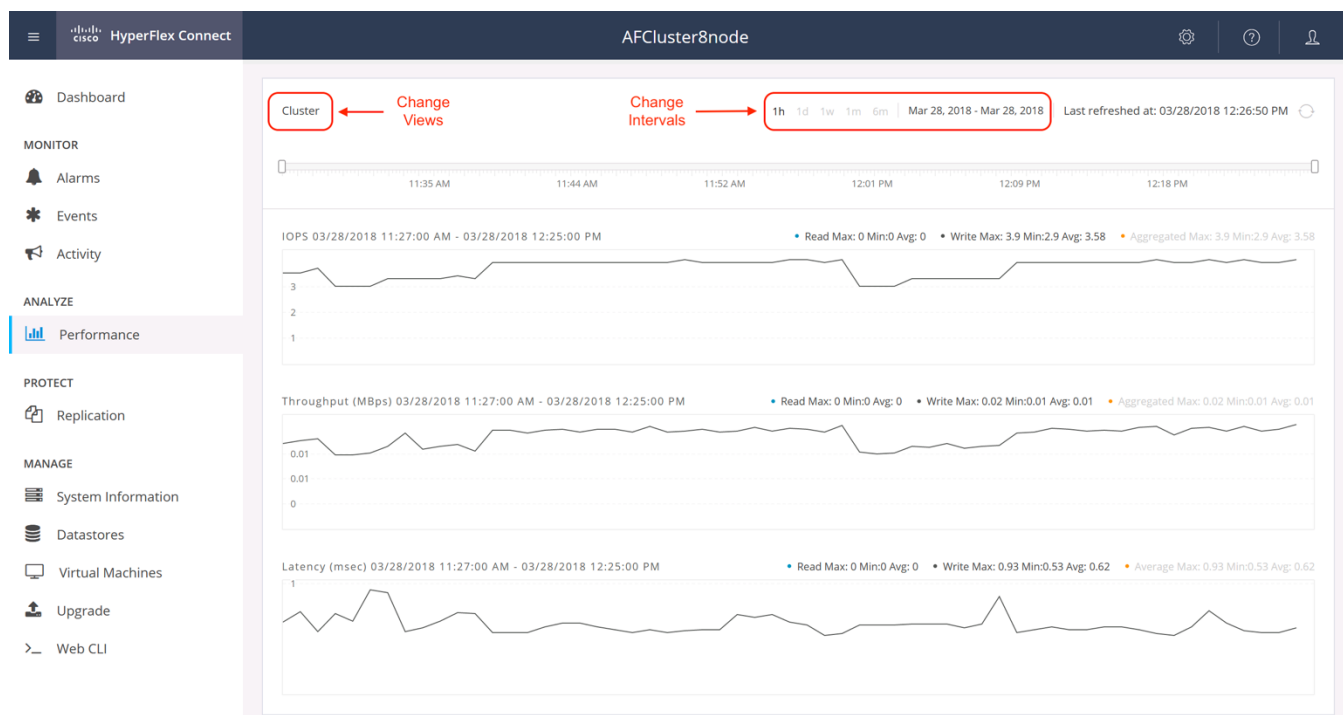 cisco HyperFlex Connect
AFCluster8node
Dashboard
MONITOR
Alarms
Events
Activity
ANALYZE
Performance
PROTECT
Replication
MANAGE
System Information
Datastores
Virtual Machines
Upgrade
Web CLI
Cluster
Change
Views
Change
Intervals
1h 1d 1w 1m 6m Mar 28, 2018 - Mar 28, 2018 Last refreshed at: 03/28/2018 12:26:50 PM
11:35 AM 11:44 AM 11:52 AM 12:01 PM 12:09 PM 12:18 PM
IOPS 03/28/2018 11:27:00 AM - 03/28/2018 12:25:00 PM • Read Max: 0 Min:0 Avg: 0 • Write Max: 3.9 Min:2.9 Avg: 3.58 • Aggregated Max: 3.9 Min:2.9 Avg: 3.58
3
2
1
Throughput (MBps) 03/28/2018 11:27:00 AM - 03/28/2018 12:25:00 PM • Read Max: 0 Min:0 Avg: 0 • Write Max: 0.02 Min:0.01 Avg: 0.01 • Aggregated Max: 0.02 Min:0.01 Avg: 0.01
0.01
0.01
0
Latency (msec) 03/28/2018 11:27:00 AM - 03/28/2018 12:25:00 PM • Read Max: 0 Min:0 Avg: 0 • Write Max: 0.93 Min:0.53 Avg: 0.62 • Average Max: 0.93 Min:0.53 Avg: 0.62
1